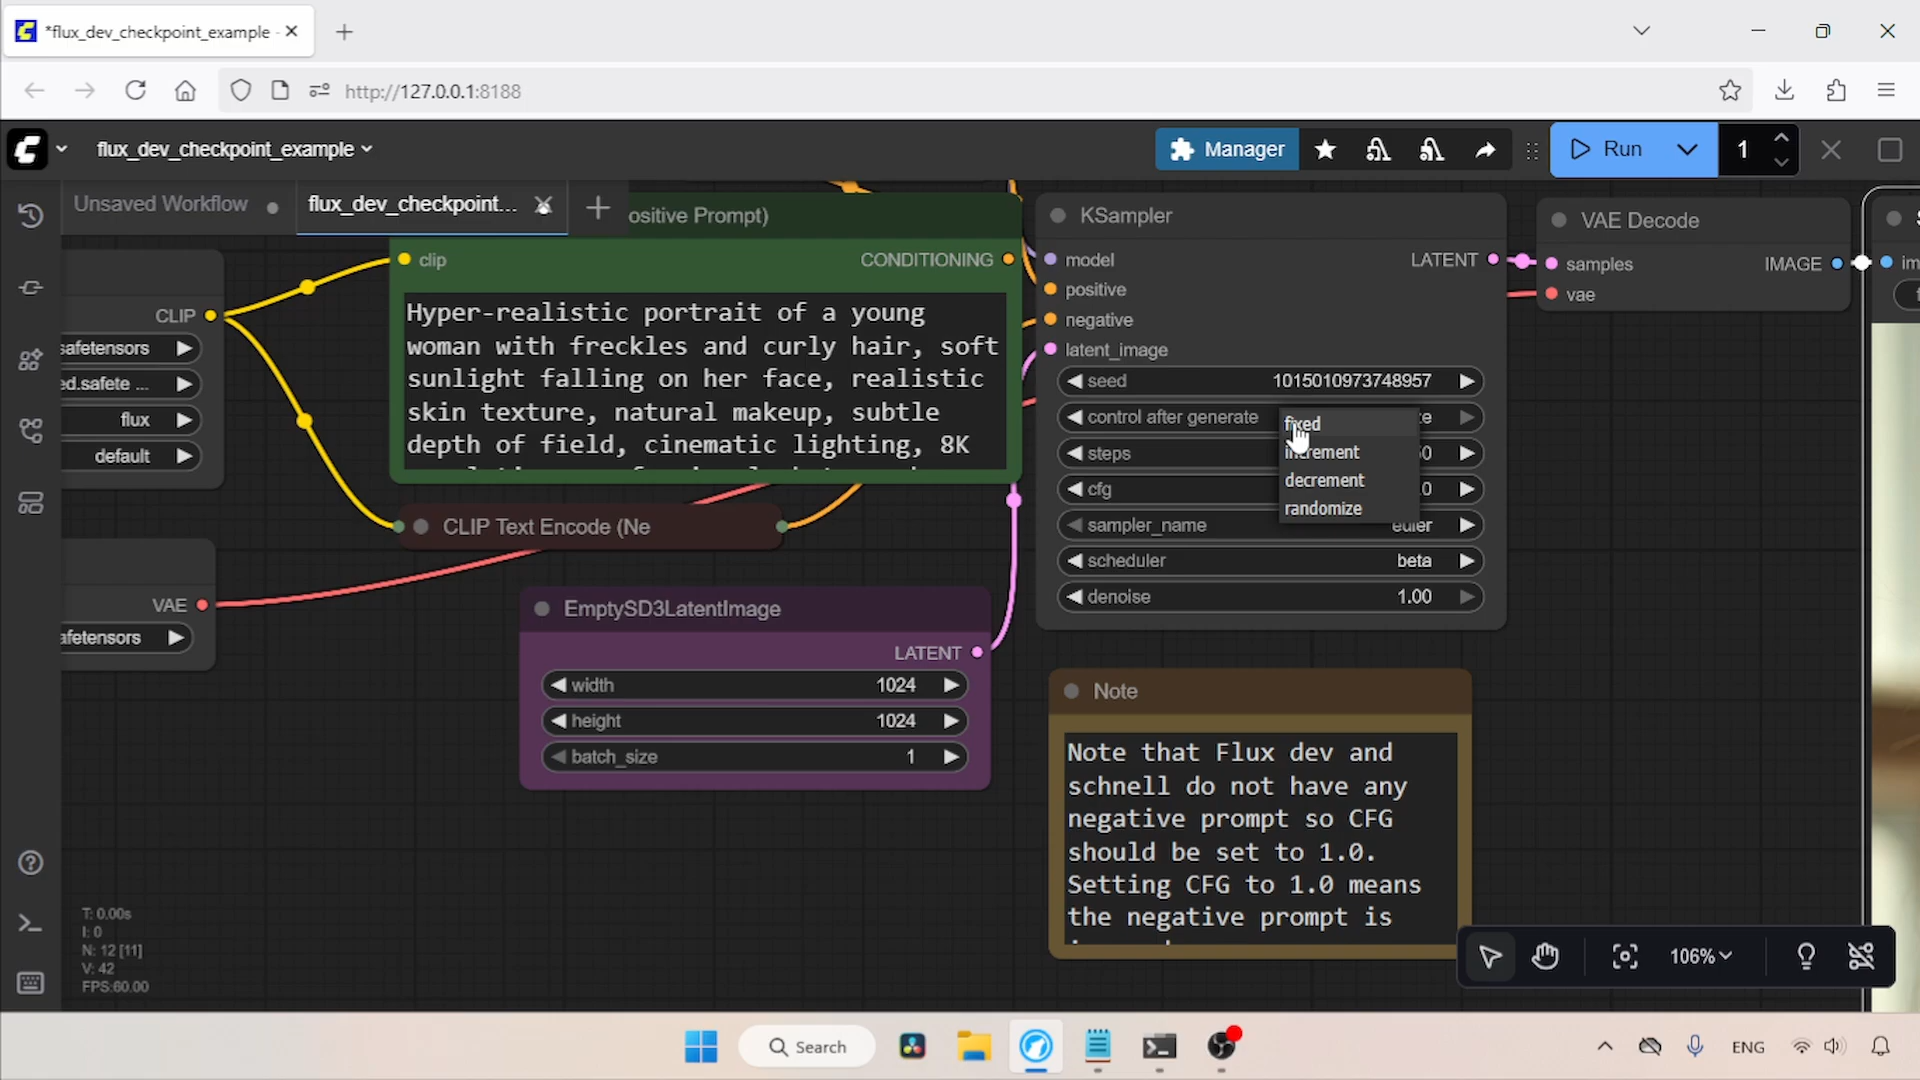 *flux_dev_checkpoint_example -
http://127.0.0.1:8188
flux_dev_checkpoint_example
Manager
Run
1
Unsaved Workflow
flux_dev_checkpoint...
ositive Prompt)
clip
CONDITIONING
Hyper-realistic portrait of a young
woman with freckles and curly hair, soft
sunlight falling on her face, realistic
skin texture, natural makeup, subtle
depth of field, cinematic lighting, 8K
CLIP
safetensors
ed.safete ...
flux
default
CLIP Text Encode (Ne
VAE
afetensors
EmptySD3LatentImage
LATENT
width 1024
height 1024
batch_size 1
KSampler
model
LATENT
positive
negative
latent_image
seed 1015010973748957
control after generate
fixed
increment
decrement
randomize
steps
cfg
sampler_name euler
scheduler beta
denoise 1.00
VAE Decode
samples
IMAGE
vae
Note
Note that Flux dev and
schnell do not have any
negative prompt so CFG
should be set to 1.0.
Setting CFG to 1.0 means
the negative prompt is
T: 0.00s
I: 0
N: 12 [11]
V: 42
FPS:60.00
106%
Search
ENG